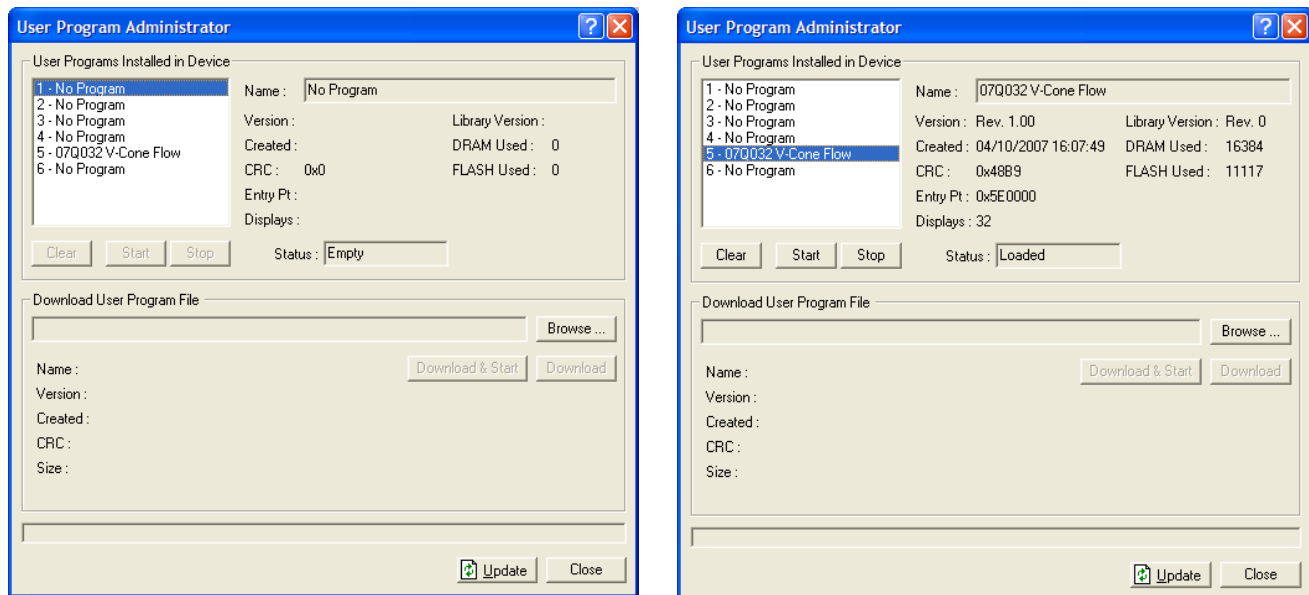 User Program Administrator
User Programs Installed in Device
1 - No Program
2 - No Program
3 - No Program
4 - No Program
5 - 07Q032 V-Cone Flow
6 - No Program
Name : No Program
Version : Library Version :
Created : DRAM Used : 0
CRC : 0x0 FLASH Used : 0
Entry Pt :
Displays :
Clear Start Stop Status : Empty
Download User Program File
Browse ...
Name : Download & Start Download
Version :
Created :
CRC :
Size :
Update Close
User Program Administrator
User Programs Installed in Device
1 - No Program
2 - No Program
3 - No Program
4 - No Program
5 - 07Q032 V-Cone Flow
6 - No Program
Name : 07Q032 V-Cone Flow
Version : Rev. 1.00 Library Version : Rev. 0
Created : 04/10/2007 16:07:49 DRAM Used : 16384
CRC : 0x48B9 FLASH Used : 11117
Entry Pt : 0x5E0000
Displays : 32
Clear Start Stop Status : Loaded
Download User Program File
Browse ...
Name : Download & Start Download
Version :
Created :
CRC :
Size :
Update Close